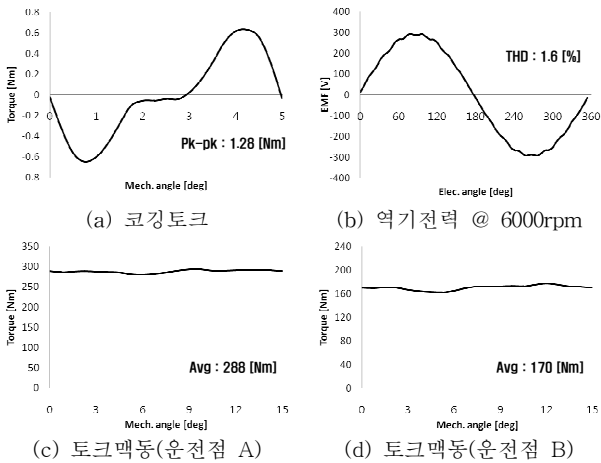 0.8
0.6
0.4
0.2
0
-0.2
-0.4
-0.6
0.8
0 1 2 3 4 5
Torque [Nm]
Pk-pk : 1.28 [Nm]
Mech. angle [deg]
(a) 코깅토크
400
300
200
100
0
-100
-200
-300
-400
0 60 120 180 240 300 360
EMF [V]
THD : 1.6 [%]
Elec. angle [deg]
(b) 역기전력 @ 6000rpm
350
300
250
200
150
100
50
0
0 3 6 9 12 15
Torque [Nm]
Avg : 288 [Nm]
Mech. angle [deg]
(c) 토크맥동(운전점 A)
240
200
160
120
80
40
0
0 3 6 9 12 15
Torque [Nm]
Avg : 170 [Nm]
Mech. angle [deg]
(d) 토크맥동(운전점 B)